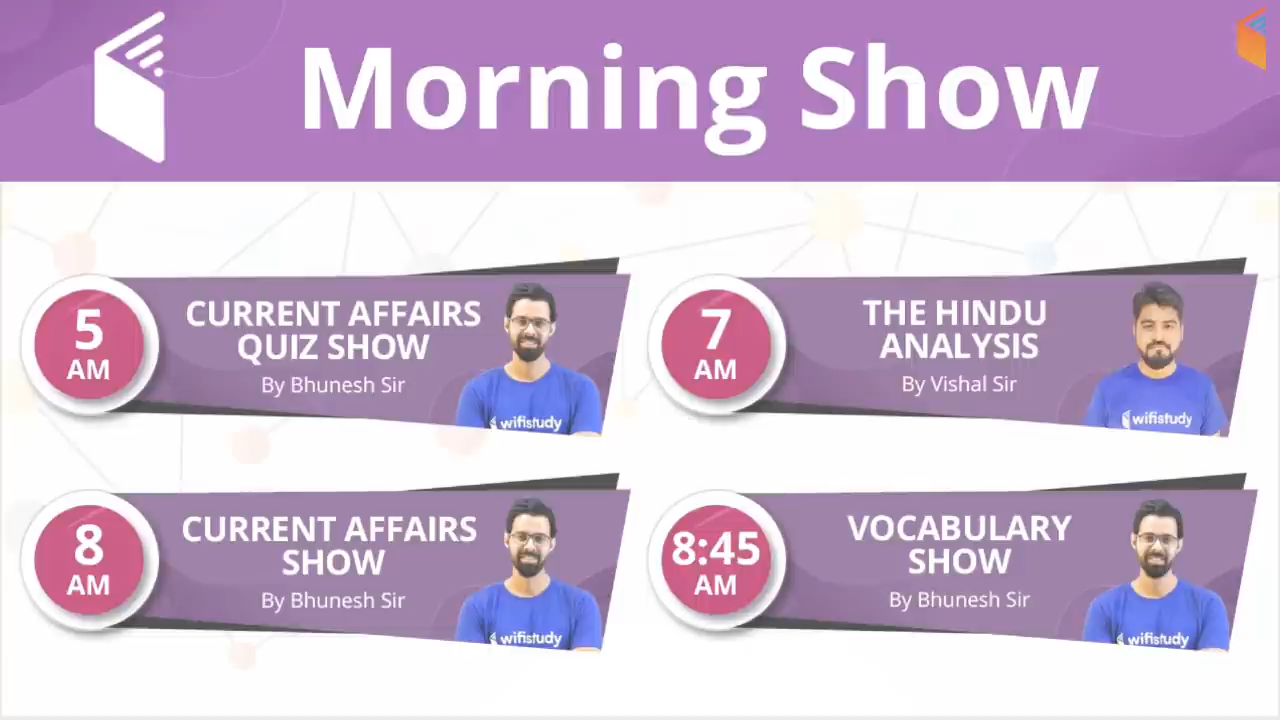 Morning Show
5
AM
CURRENT AFFAIRS
QUIZ SHOW
By Bhunesh Sir
wifistudy
7
AM
THE HINDU
ANALYSIS
By Vishal Sir
wifistudy
8
AM
CURRENT AFFAIRS
SHOW
By Bhunesh Sir
wifistudy
8:45
AM
VOCABULARY
SHOW
By Bhunesh Sir
wifistudy